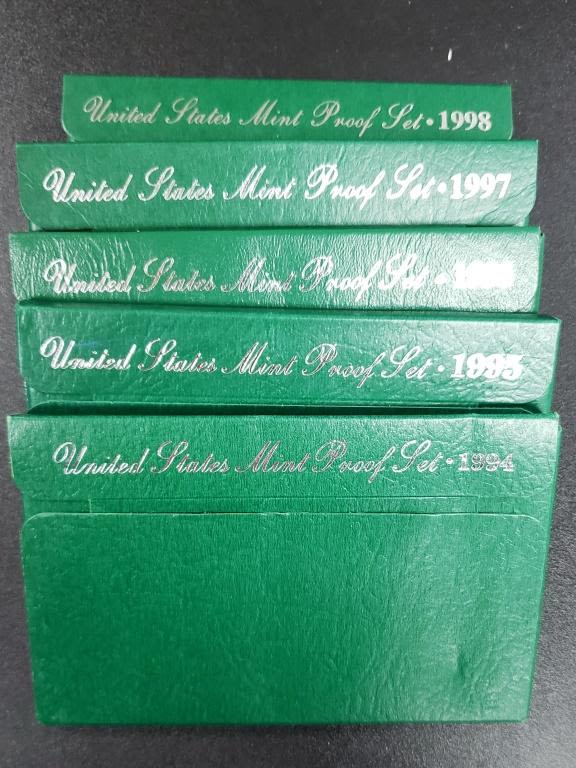 United States Mint Proof Set • 1998
United States Mint Proof Set • 1997
United States Mint Proof Set • 1996
United States Mint Proof Set • 1995
United States Mint Proof Set • 1994